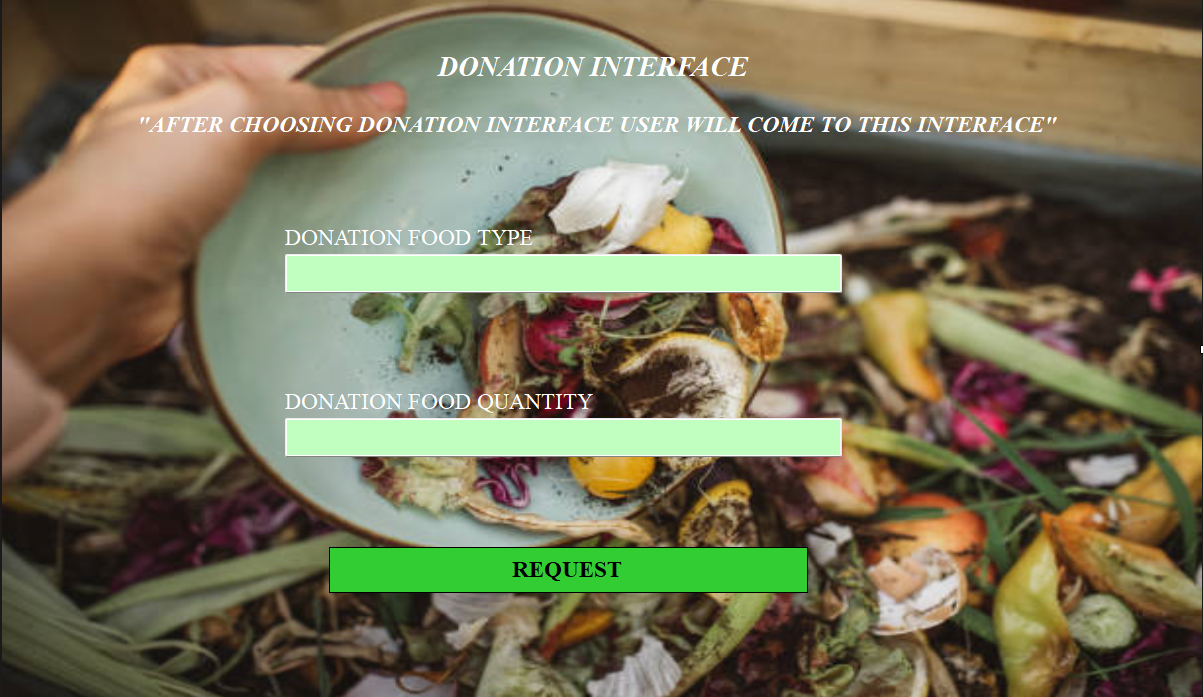 DONATION INTERFACE
"AFTER CHOOSING DONATION INTERFACE USER WILL COME TO THIS INTERFACE"
DONATION FOOD TYPE
DONATION FOOD QUANTITY
REQUEST